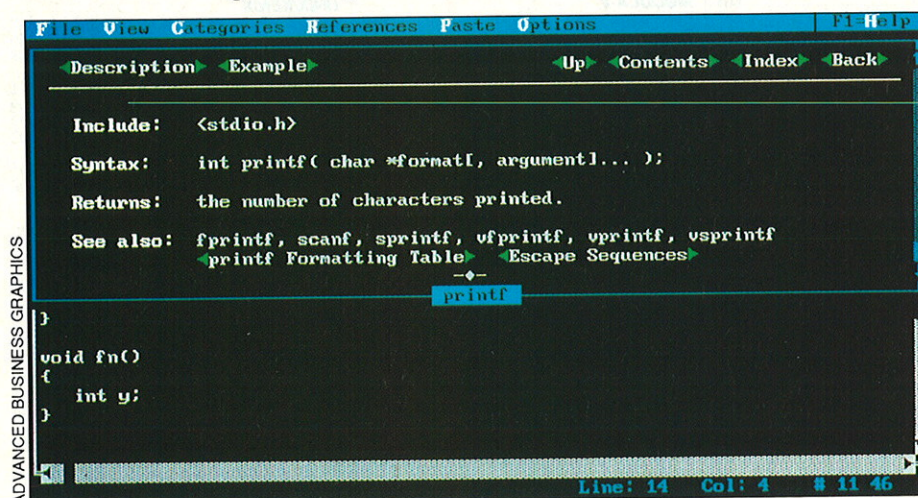 File View Categories References Paste Options F1=Help
Description Example Up Contents Index Back
Include: <stdio.h>
Syntax: int printf( char *format[, argument]... );
Returns: the number of characters printed.
See also: fprintf, scanf, sprintf, vfprintf, vprintf, vsprintf
printf Formatting Table Escape Sequences
printf
}
void fn()
{
int y;
}
Line: 14 Col: 4 # 11 46
ADVANCED BUSINESS GRAPHICS